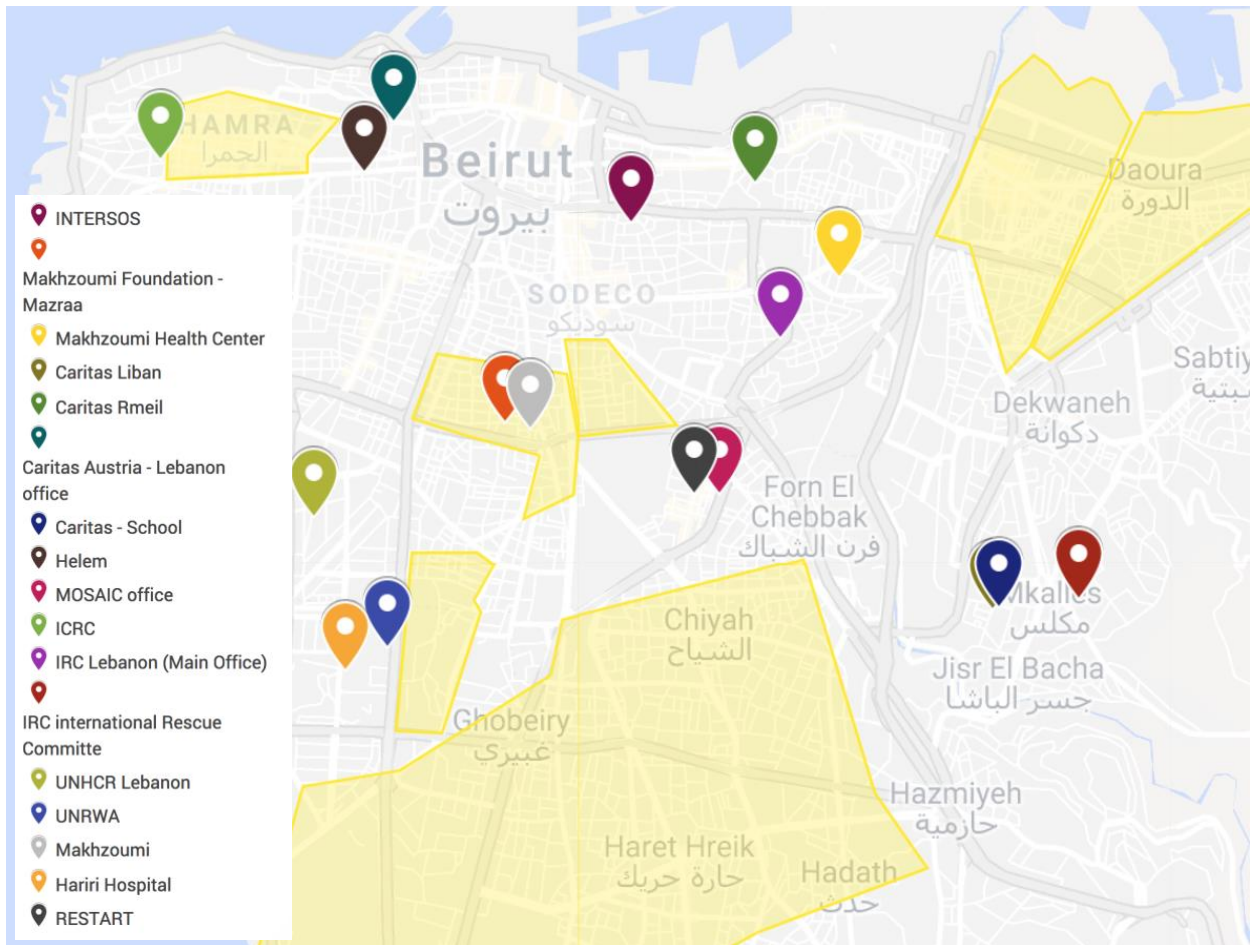 HAMRA
الحمرا
Beirut
بيروت
Daoura
الدورة
SODECO
سوديكو
Sabtiy
سبتية
Dekwaneh
دكوانة
Forn El
Chebbak
فرن الشباك
Mkalles
مكلس
Chiyah
الشياح
Jisr El Bacha
جسر الباشا
Ghobeiry
غبيري
Hazmiyeh
حازمية
Haret Hreik
حارة حريك
Hadath
حدث
INTERSOS
Makhzoumi Foundation -
Mazraa
Makhzoumi Health Center
Caritas Liban
Caritas Rmeil
Caritas Austria - Lebanon
office
Caritas - School
Helem
MOSAIC office
ICRC
IRC Lebanon (Main Office)
IRC international Rescue
Committe
UNHCR Lebanon
UNRWA
Makhzoumi
Hariri Hospital
RESTART